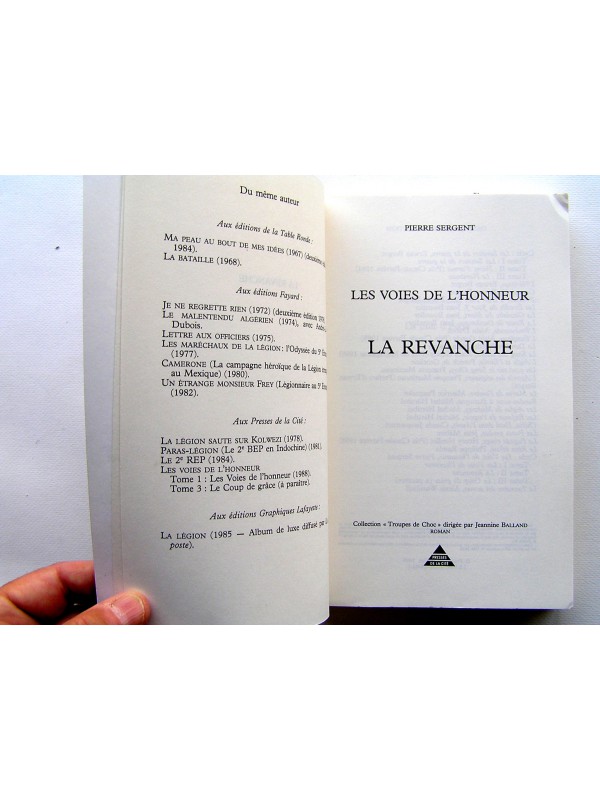 Du même auteur
Aux éditions de la Table Ronde :
MA PEAU AU BOUT DE MES IDÉES (1967) (deuxième
1984).
LA BATAILLE (1968).
Aux éditions Fayard :
JE NE REGRETTE RIEN (1972) (deuxième édition
LE MALENTENDU ALGÉRIEN (1974), avec
Dubois.
LETTRE AUX OFFICIERS (1975).
LES MARÉCHAUX DE LA LÉGION : l'Odyssée du 5e
(1977).
CAMERONE (La campagne héroïque de la Légion
au Mexique) (1980).
UN ÉTRANGE MONSIEUR FREY (Légionnaire au 5e
(1982).
Aux Presses de la Cité :
LA LÉGION SAUTE SUR KOLWEZI (1978).
PARAS-LÉGION (Le 2e BEP en Indochine) (1981).
LE 2e REP (1984).
LES VOIES DE L'HONNEUR
Tome 1 : Les Voies de l'honneur (1988).
Tome 3 : Le Coup de grâce (à paraître).
Aux éditions Graphiques Lafayette :
LA LÉGION (1985 — Album de luxe diffusé par
poste).
PIERRE SERGENT
LES VOIES DE L'HONNEUR
LA REVANCHE
Collection « Troupes de Choc » dirigée par Jeannine BALLAND
ROMAN
PRESSES
DE LA CITÉ